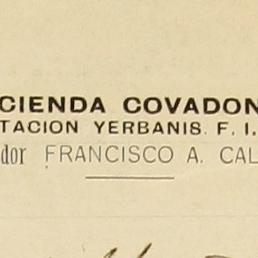 CIENDA COVADON
TACION YERBANIS. F. I.
dor FRANCISCO A. CAL